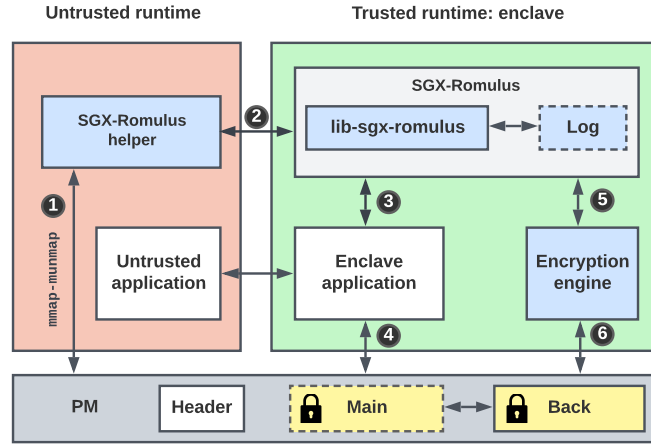 Untrusted runtime
Trusted runtime: enclave
SGX-Romulus
helper
2
SGX-Romulus
lib-sgx-romulus
Log
1
mmap-munmap
3
5
Untrusted
application
Enclave
application
Encryption
engine
4
6
PM
Header
Main
Back